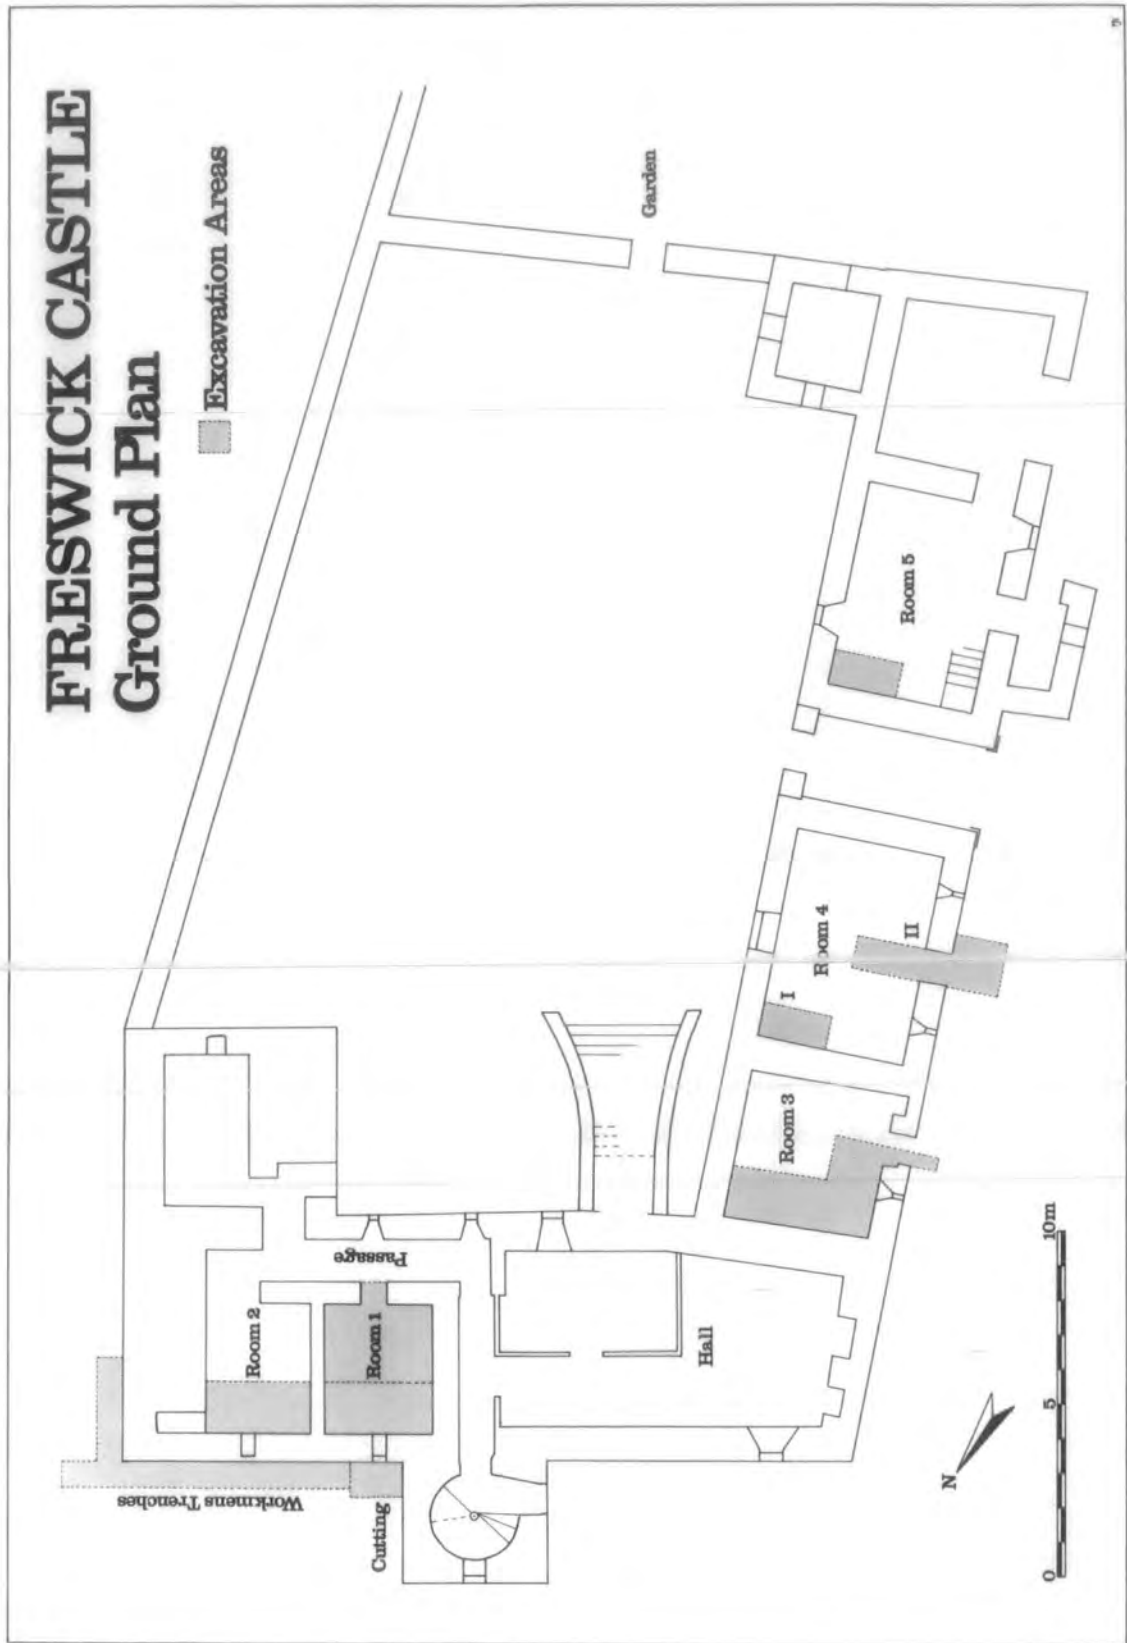 FRESWICK CASTLE
Ground Plan
Excavation Areas
Garden
Room 5
Room 4
I
II
Room 3
Passage
Room 2
Room 1
Hall
Workmens Trenches
Cutting
N
0
5
10m